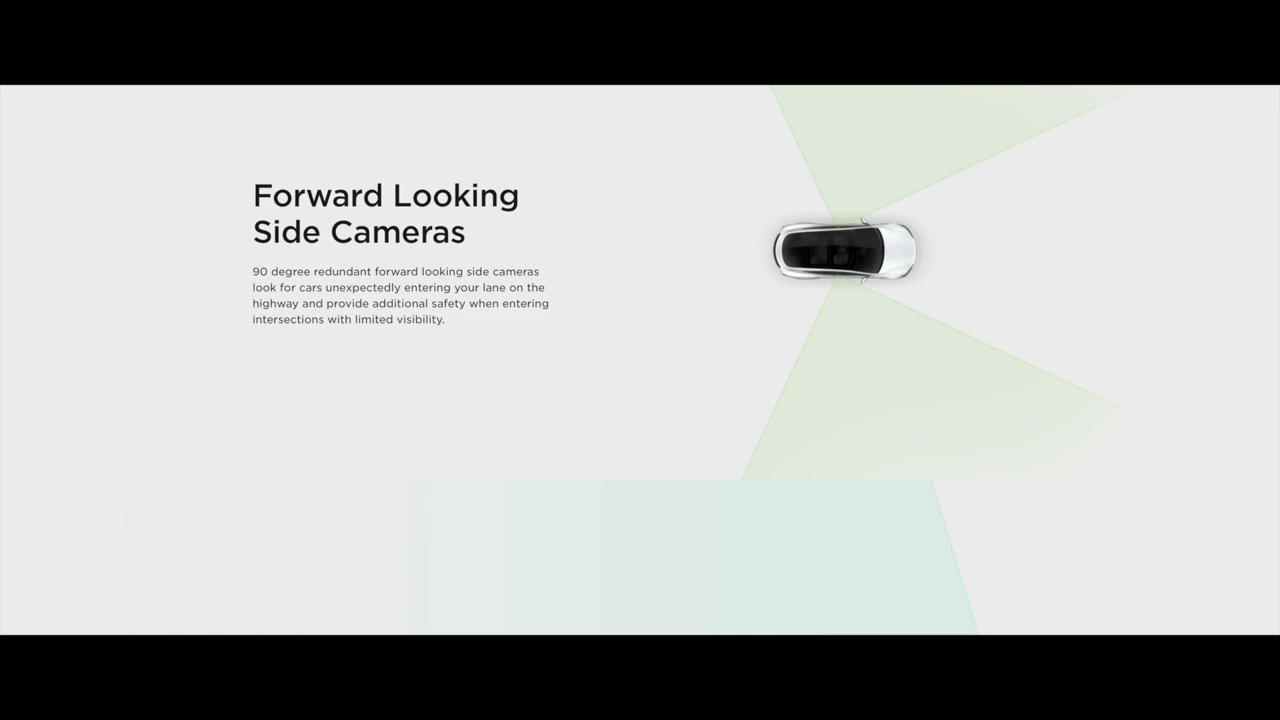 Forward Looking
Side Cameras
90 degree redundant forward looking side cameras
look for cars unexpectedly entering your lane on the
highway and provide additional safety when entering
intersections with limited visibility.